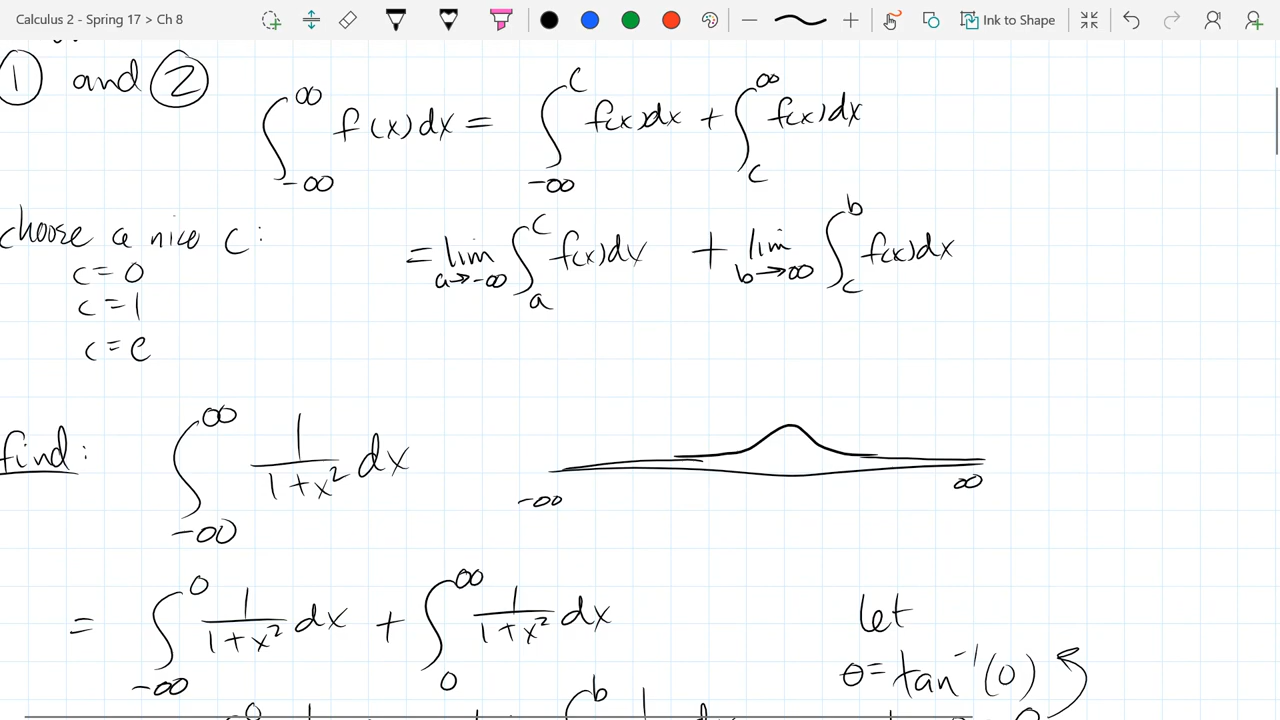 Calculus 2 - Spring 17 > Ch 8
Ink to Shape
① and ②
∫_{-∞}^{∞} f(x)dx = ∫_{-∞}^{c} f(x)dx + ∫_{c}^{∞} f(x)dx
choose a nice c:
= lim_{a→-∞} ∫_{a}^{c} f(x)dx + lim_{b→∞} ∫_{c}^{b} f(x)dx
c=0
c=1
c=e
find: ∫_{-∞}^{∞} 1/(1+x²) dx
-∞ ∞
= ∫_{-∞}^{0} 1/(1+x²) dx + ∫_{0}^{∞} 1/(1+x²) dx
let
θ=tan⁻¹(0)